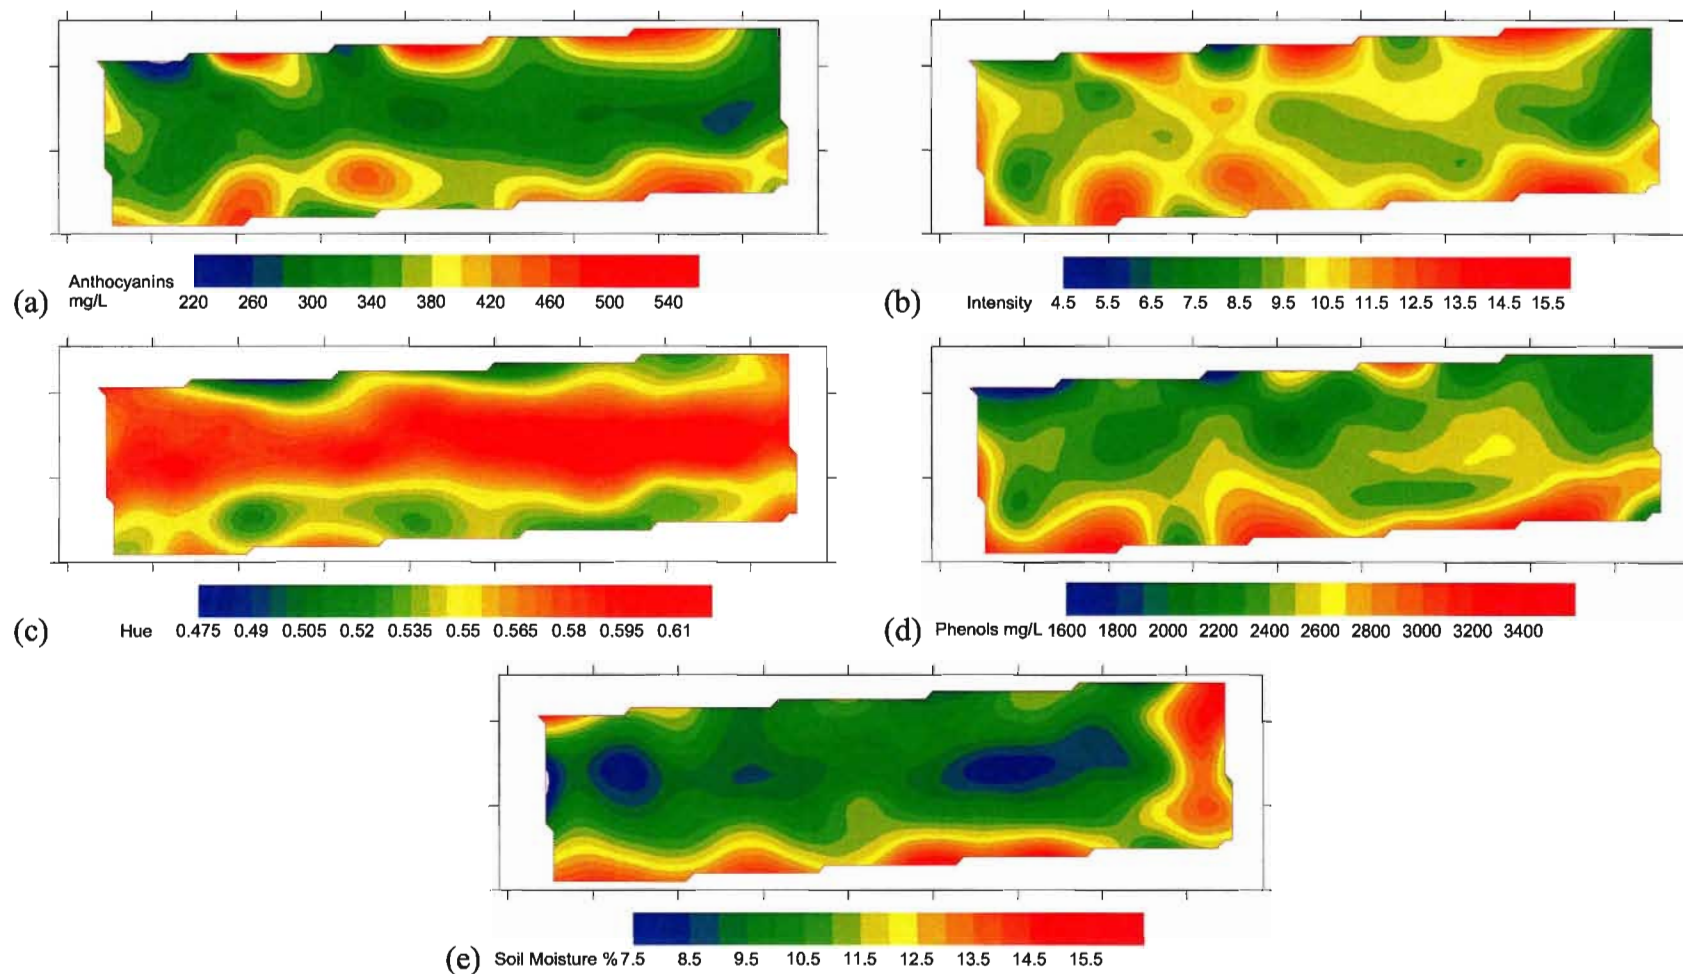 Anthocyanins
(a) mg/L 220 260 300 340 380 420 460 500 540
(b) Intensity 4.5 5.5 6.5 7.5 8.5 9.5 10.5 11.5 12.5 13.5 14.5 15.5
(c) Hue 0.475 0.49 0.505 0.52 0.535 0.55 0.565 0.58 0.595 0.61
(d) Phenols mg/L 1600 1800 2000 2200 2400 2600 2800 3000 3200 3400
(e) Soil Moisture % 7.5 8.5 9.5 10.5 11.5 12.5 13.5 14.5 15.5